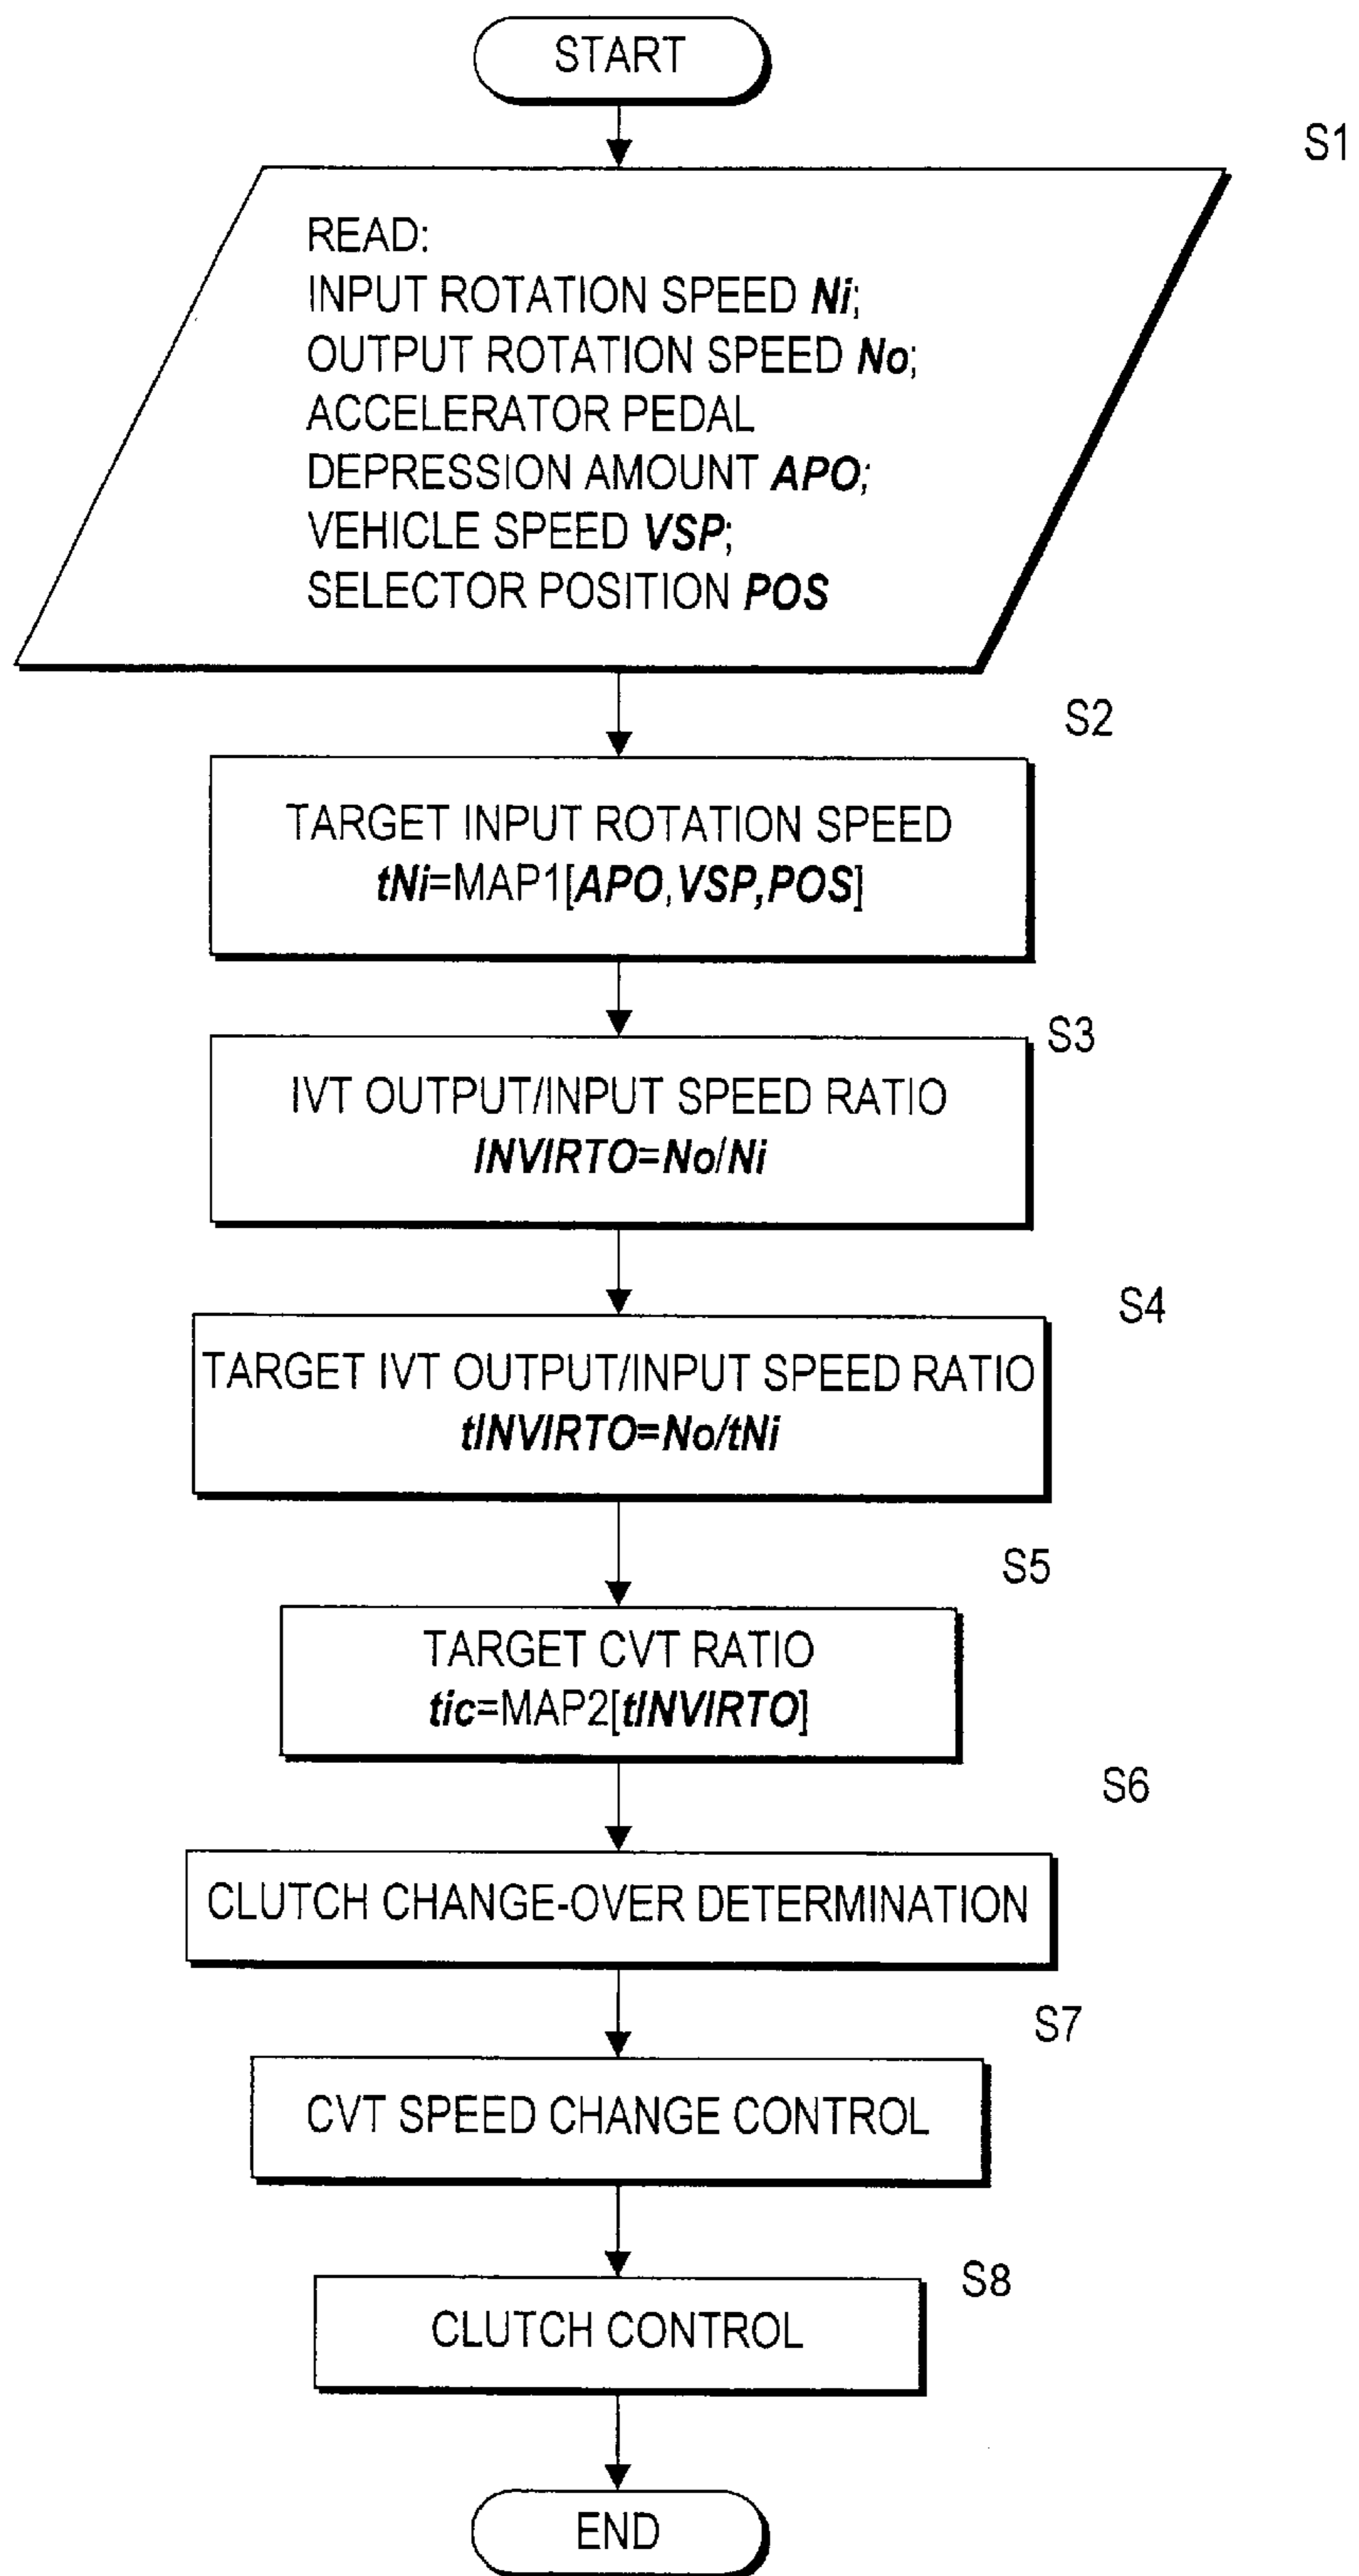 START
S1
READ:
INPUT ROTATION SPEED Ni;
OUTPUT ROTATION SPEED No;
ACCELERATOR PEDAL
DEPRESSION AMOUNT APO;
VEHICLE SPEED VSP;
SELECTOR POSITION POS
S2
TARGET INPUT ROTATION SPEED
tNi=MAP1[APO,VSP,POS]
S3
IVT OUTPUT/INPUT SPEED RATIO
INVIRTO=No/Ni
S4
TARGET IVT OUTPUT/INPUT SPEED RATIO
tINVIRTO=No/tNi
S5
TARGET CVT RATIO
tic=MAP2[tINVIRTO]
S6
CLUTCH CHANGE-OVER DETERMINATION
S7
CVT SPEED CHANGE CONTROL
S8
CLUTCH CONTROL
END